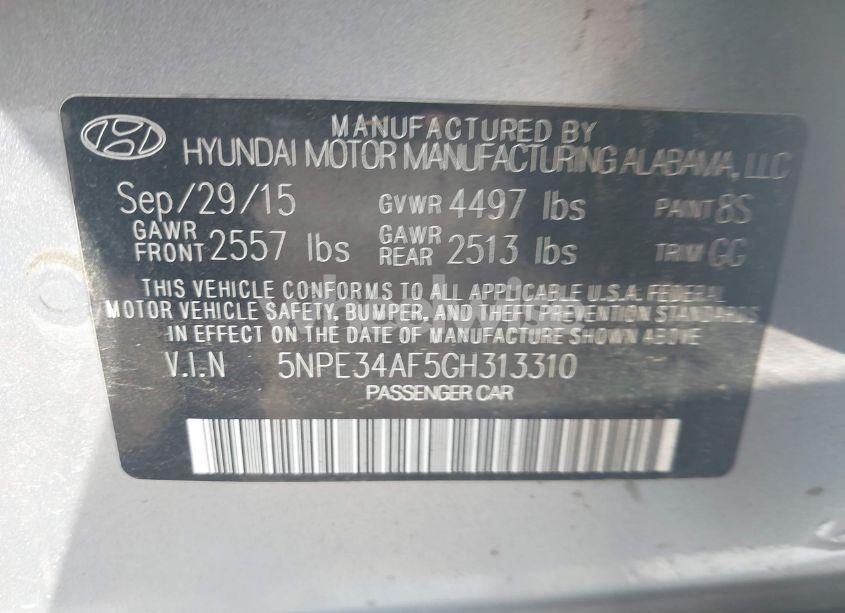 MANUFACTURED BY
HYUNDAI MOTOR MANUFACTURING ALABAMA, LLC
Sep/29/15 GVWR 4497 lbs PAINT 8S
GAWR FRONT 2557 lbs GAWR REAR 2513 lbs TRIM GG
THIS VEHICLE CONFORMS TO ALL APPLICABLE U.S.A. FEDERAL
MOTOR VEHICLE SAFETY, BUMPER, AND THEFT PREVENTION STANDARDS
IN EFFECT ON THE DATE OF MANUFACTURE SHOWN ABOVE
V.I.N 5NPE34AF5GH313310
PASSENGER CAR